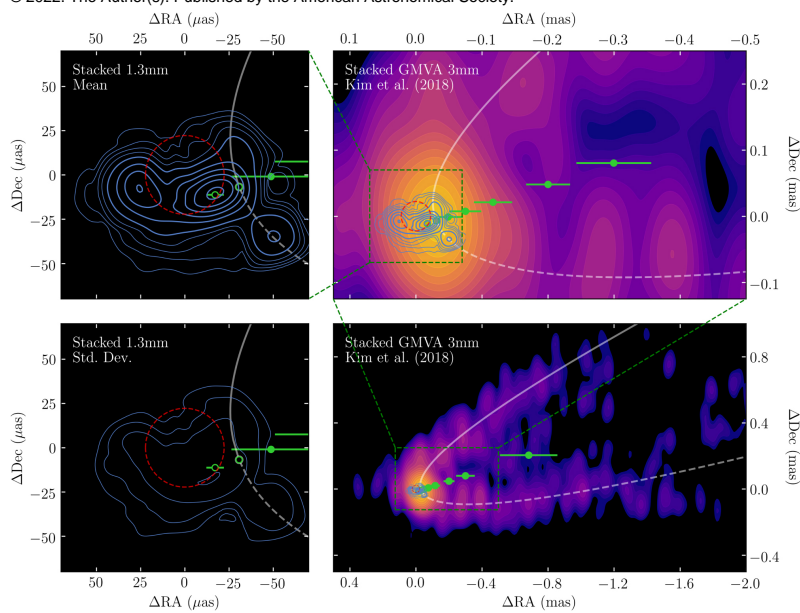 © 2022. The Author(s). Published by the American Astronomical Society.
ΔRA (μas)
ΔRA (mas)
50 25 0 −25 −50
0.1 0.0 −0.1 −0.2 −0.3 −0.4 −0.5
Stacked 1.3mm
Mean
Stacked GMVA 3mm
Kim et al. (2018)
50
25
0
−25
−50
ΔDec (μas)
0.2
0.1
0.0
−0.1
ΔDec (mas)
Stacked 1.3mm
Std. Dev.
Stacked GMVA 3mm
Kim et al. (2018)
50
25
0
−25
−50
ΔDec (μas)
0.8
0.4
0.0
−0.4
ΔDec (mas)
50 25 0 −25 −50
0.4 0.0 −0.4 −0.8 −1.2 −1.6 −2.0
ΔRA (μas)
ΔRA (mas)